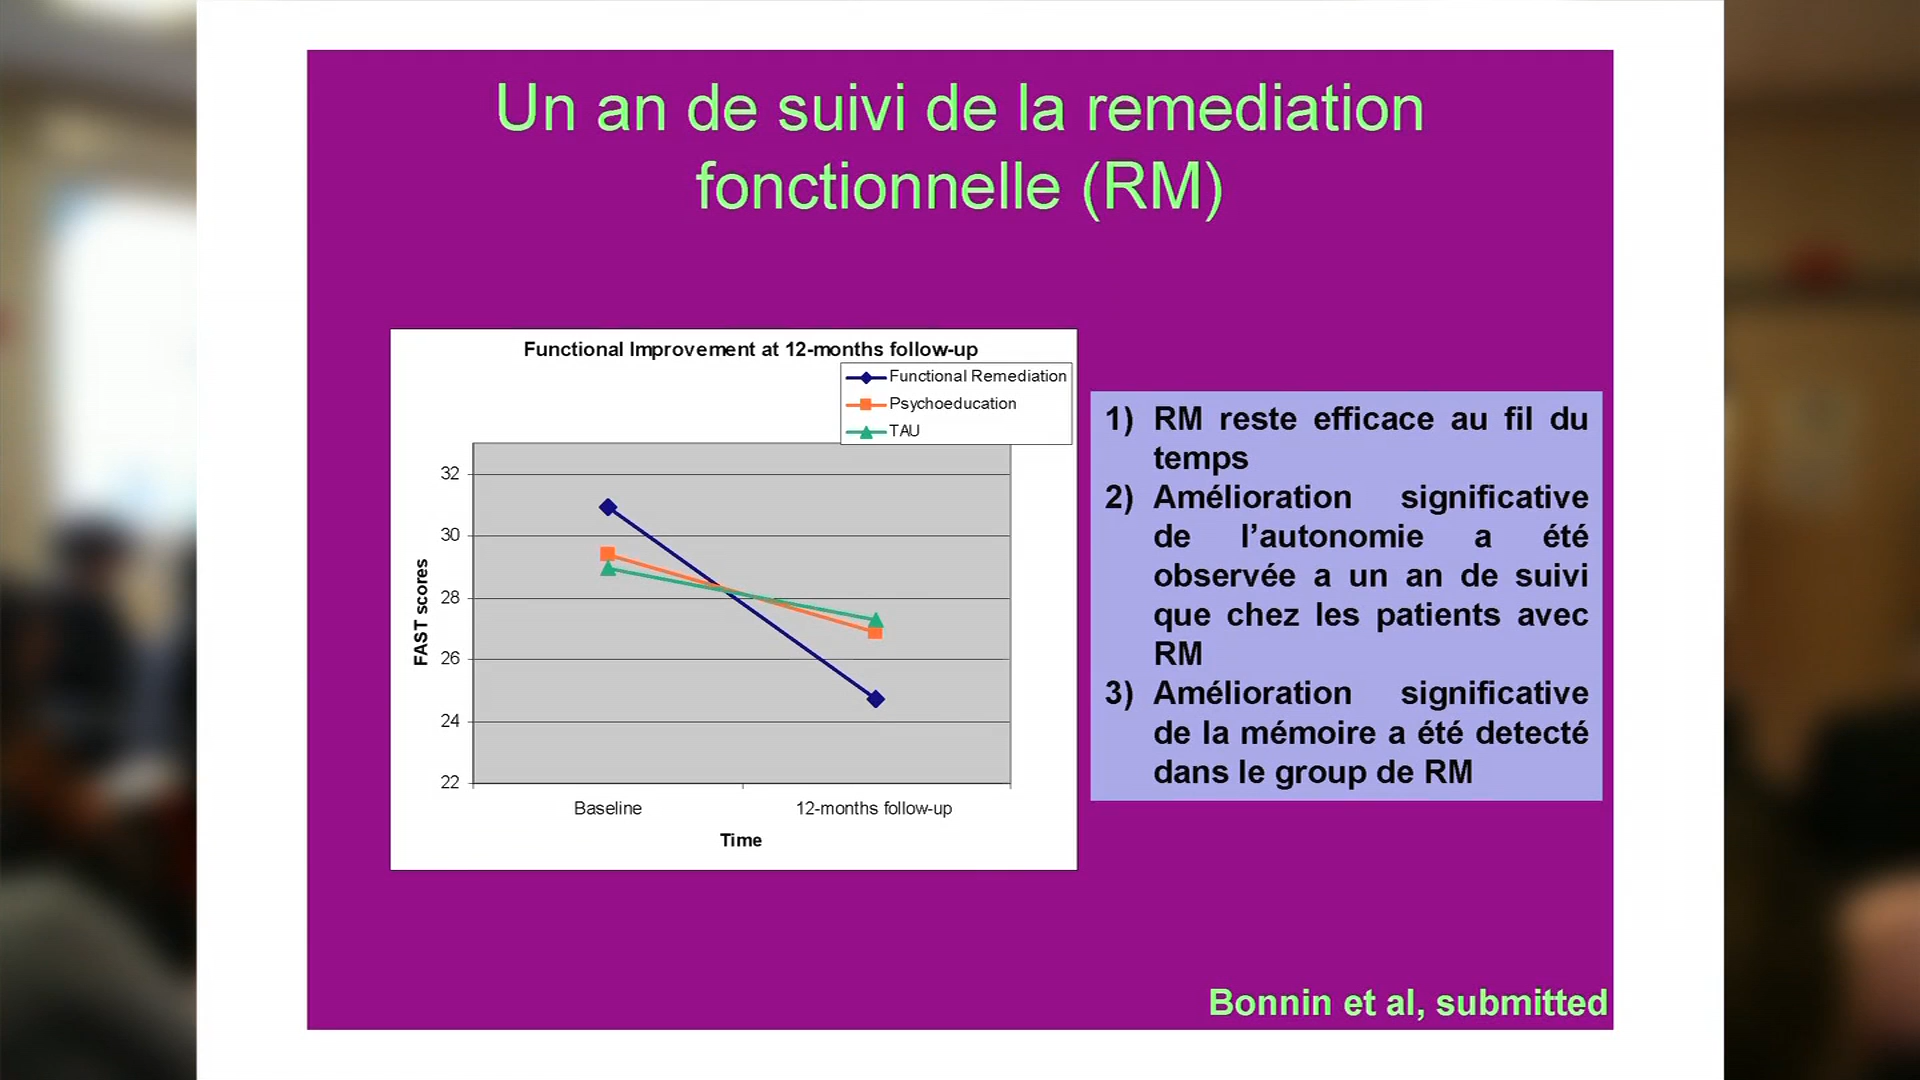 Un an de suivi de la remediation
fonctionnelle (RM)
Functional Improvement at 12-months follow-up
Functional Remediation
Psychoeducation
TAU
32
30
28
26
24
22
FAST scores
Baseline
12-months follow-up
Time
1) RM reste efficace au fil du
temps
2) Amélioration significative
de l’autonomie a été
observée a un an de suivi
que chez les patients avec
RM
3) Amélioration significative
de la mémoire a été detecté
dans le group de RM
Bonnin et al, submitted